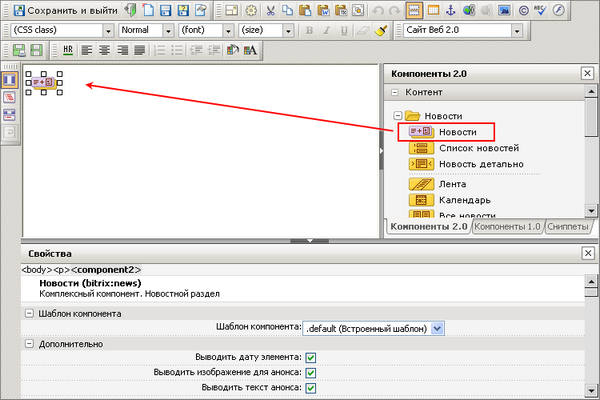 Сохранить и выйти
(CSS class) Normal (font) (size) B I U Сайт Веб 2.0
HR A
Компоненты 2.0
Контент
Новости
Новости
Список новостей
Новость детально
Лента
Календарь
Все новости
Компоненты 2.0 Компоненты 1.0 Сниппеты
Свойства
<body><p><component2>
Новости (bitrix:news)
Комплексный компонент. Новостной раздел
Шаблон компонента
Шаблон компонента: .default (Встроенный шаблон)
Дополнительно
Выводить дату элемента:
Выводить изображение для анонса:
Выводить текст анонса: